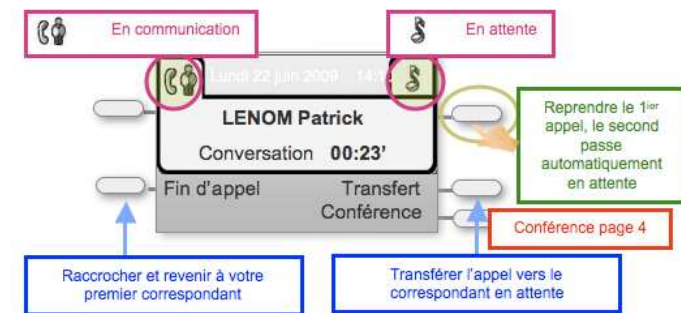 En communication
En attente
Lundi 22 juin 2009 14:1
LENOM Patrick
Conversation 00:23'
Fin d'appel
Transfert
Conférence
Reprendre le 1ier
appel, le second
passe
automatiquement
en attente
Conférence page 4
Raccrocher et revenir à votre
premier correspondant
Transférer l'appel vers le
correspondant en attente